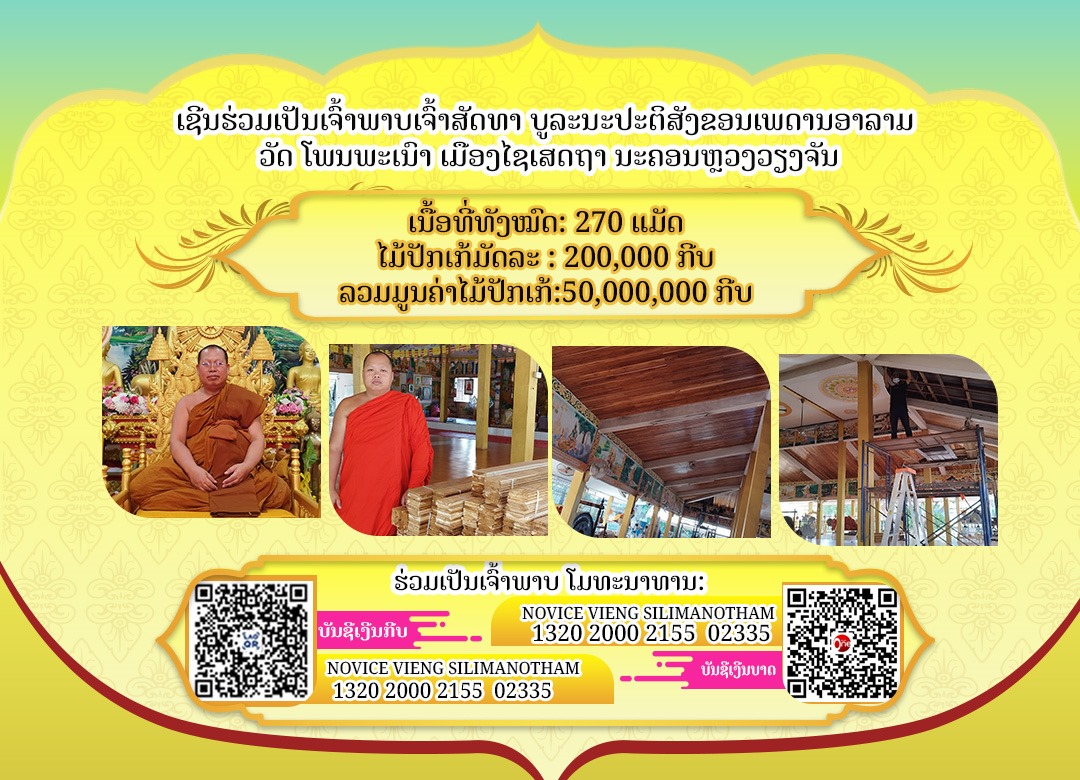 ເຊີນຮ່ວມເປັນເຈົ້າພາບເຈົ້າສັດທາ ບູລະນະປະຕິສັງຂອນເພດານອາລາມ
ວັດ ໂພນພະເນົາ ເມືອງໄຊເສດຖາ ນະຄອນຫຼວງວຽງຈັນ
ເນື້ອທີ່ທັງໝົດ: 270 ແມັດ
ໄມ້ປັກເກ້ມັດລະ : 200,000 ກີບ
ລວມມູນຄ່າໄມ້ປັກເກ້:50,000,000 ກີບ
ຮ່ວມເປັນເຈົ້າພາບ ໂມທະນາທານ:
ບັນຊີເງີນກີບ
NOVICE VIENG SILIMANOTHAM
1320 2000 2155 02335
NOVICE VIENG SILIMANOTHAM
1320 2000 2155 02335
ບັນຊີເງີນບາດ